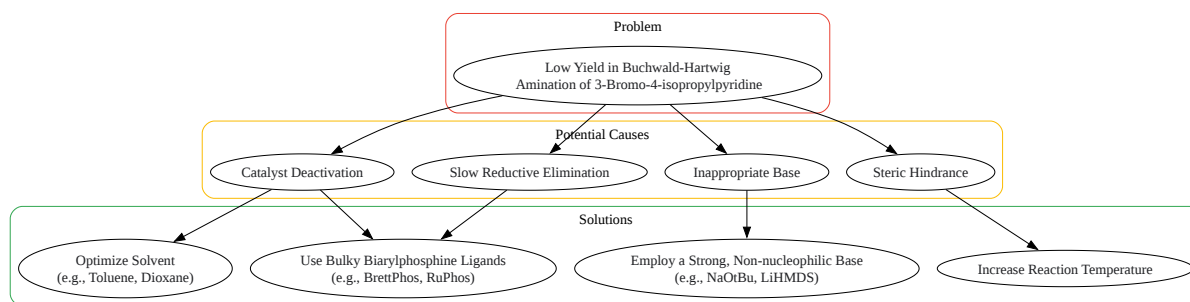 Problem
Low Yield in Buchwald-Hartwig
Amination of 3-Bromo-4-isopropylpyridine
Potential Causes
Catalyst Deactivation
Slow Reductive Elimination
Inappropriate Base
Steric Hindrance
Solutions
Optimize Solvent
(e.g., Toluene, Dioxane)
Use Bulky Biarylphosphine Ligands
(e.g., BrettPhos, RuPhos)
Employ a Strong, Non-nucleophilic Base
(e.g., NaOtBu, LiHMDS)
Increase Reaction Temperature